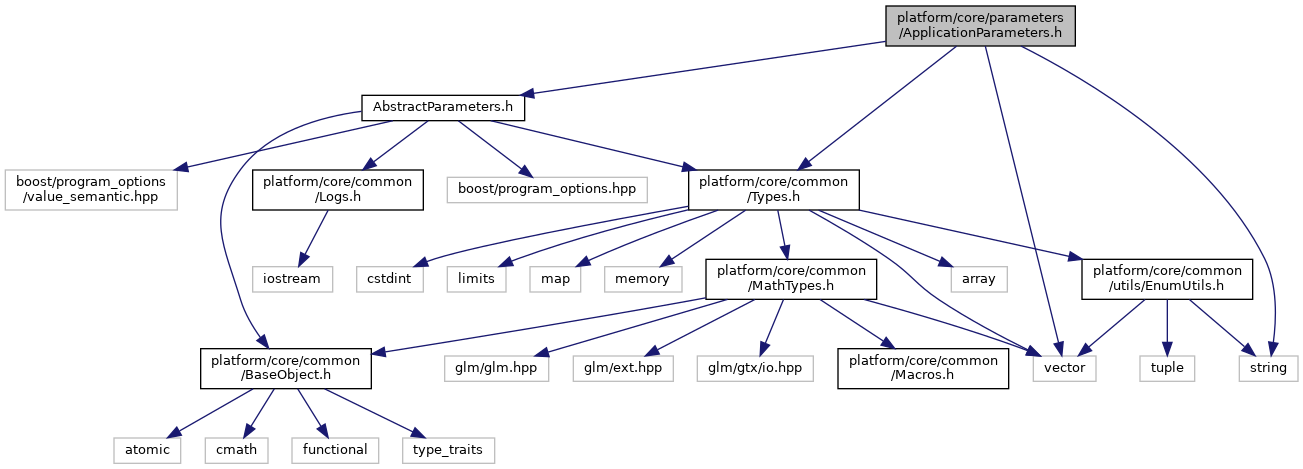 platform/core/parameters
/ApplicationParameters.h
AbstractParameters.h
boost/program_options
/value_semantic.hpp
platform/core/common
/Logs.h
boost/program_options.hpp
platform/core/common
/Types.h
iostream
cstdint
limits
map
memory
platform/core/common
/MathTypes.h
array
platform/core/common
/utils/EnumUtils.h
platform/core/common
/BaseObject.h
glm/glm.hpp
glm/ext.hpp
glm/gtx/io.hpp
platform/core/common
/Macros.h
vector
tuple
string
atomic
cmath
functional
type_traits